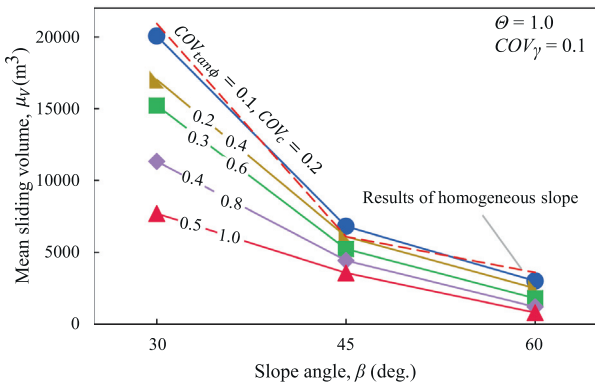 Θ = 1.0
COVγ = 0.1
COVtanϕ = 0.1, COVc = 0.2
0.2 0.4
0.3 0.6
0.4 0.8
0.5 1.0
Results of homogeneous slope
Mean sliding volume, μV (m³)
20000
15000
10000
5000
0
30 45 60
Slope angle, β (deg.)